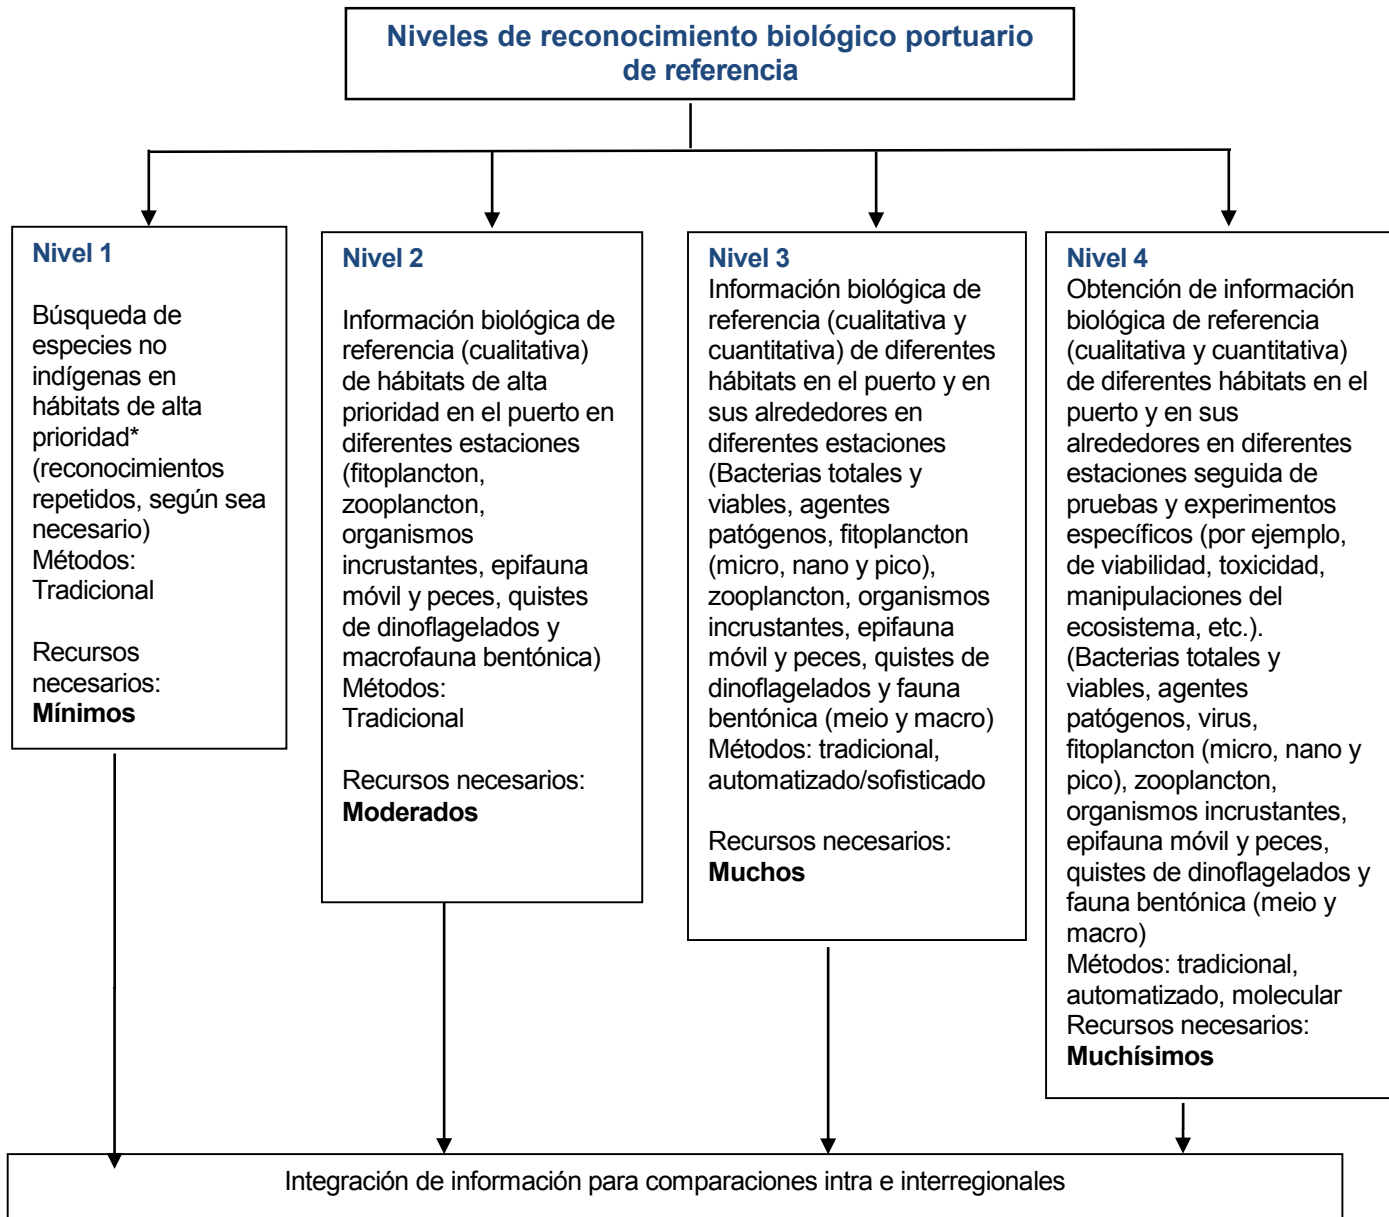 Niveles de reconocimiento biológico portuario
de referencia
Nivel 1
Búsqueda de
especies no
indígenas en
hábitats de alta
prioridad*
(reconocimientos
repetidos, según sea
necesario)
Métodos:
Tradicional
Recursos
necesarios:
Mínimos
Nivel 2
Información biológica de
referencia (cualitativa)
de hábitats de alta
prioridad en el puerto en
diferentes estaciones
(fitoplancton,
zooplancton,
organismos
incrustantes, epifauna
móvil y peces, quistes
de dinoflagelados y
macrofauna bentónica)
Métodos:
Tradicional
Recursos necesarios:
Moderados
Nivel 3
Información biológica de
referencia (cualitativa y
cuantitativa) de diferentes
hábitats en el puerto y en
sus alrededores en
diferentes estaciones
(Bacterias totales y
viables, agentes
patógenos, fitoplancton
(micro, nano y pico),
zooplancton, organismos
incrustantes, epifauna
móvil y peces, quistes de
dinoflagelados y fauna
bentónica (meio y macro)
Métodos: tradicional,
automatizado/sofisticado
Recursos necesarios:
Muchos
Nivel 4
Obtención de información
biológica de referencia
(cualitativa y cuantitativa)
de diferentes hábitats en el
puerto y en sus
alrededores en diferentes
estaciones seguida de
pruebas y experimentos
específicos (por ejemplo,
de viabilidad, toxicidad,
manipulaciones del
ecosistema, etc.).
(Bacterias totales y
viables, agentes
patógenos, virus,
fitoplancton (micro, nano y
pico), zooplancton,
organismos incrustantes,
epifauna móvil y peces,
quistes de dinoflagelados y
fauna bentónica (meio y
macro)
Métodos: tradicional,
automatizado, molecular
Recursos necesarios:
Muchísimos
Integración de información para comparaciones intra e interregionales